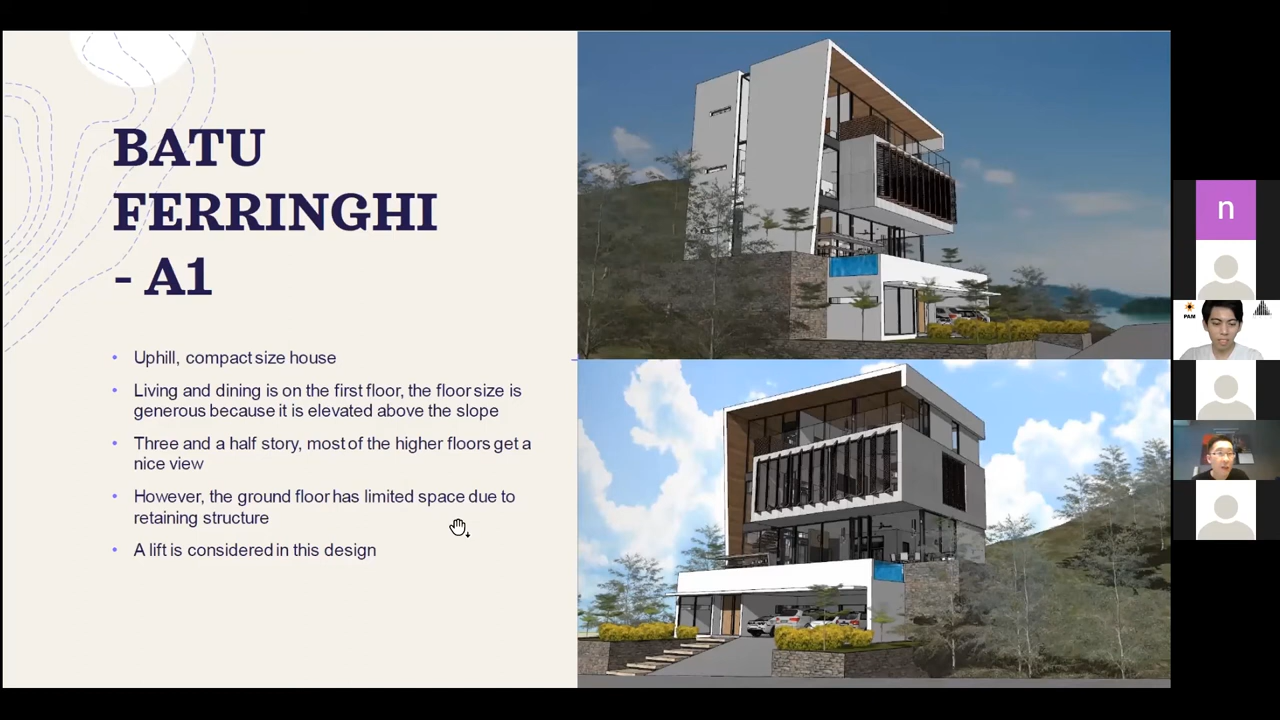 BATU
FERRINGHI
- A1
• Uphill, compact size house
• Living and dining is on the first floor, the floor size is
generous because it is elevated above the slope
• Three and a half story, most of the higher floors get a
nice view
• However, the ground floor has limited space due to
retaining structure
• A lift is considered in this design
n
PAM